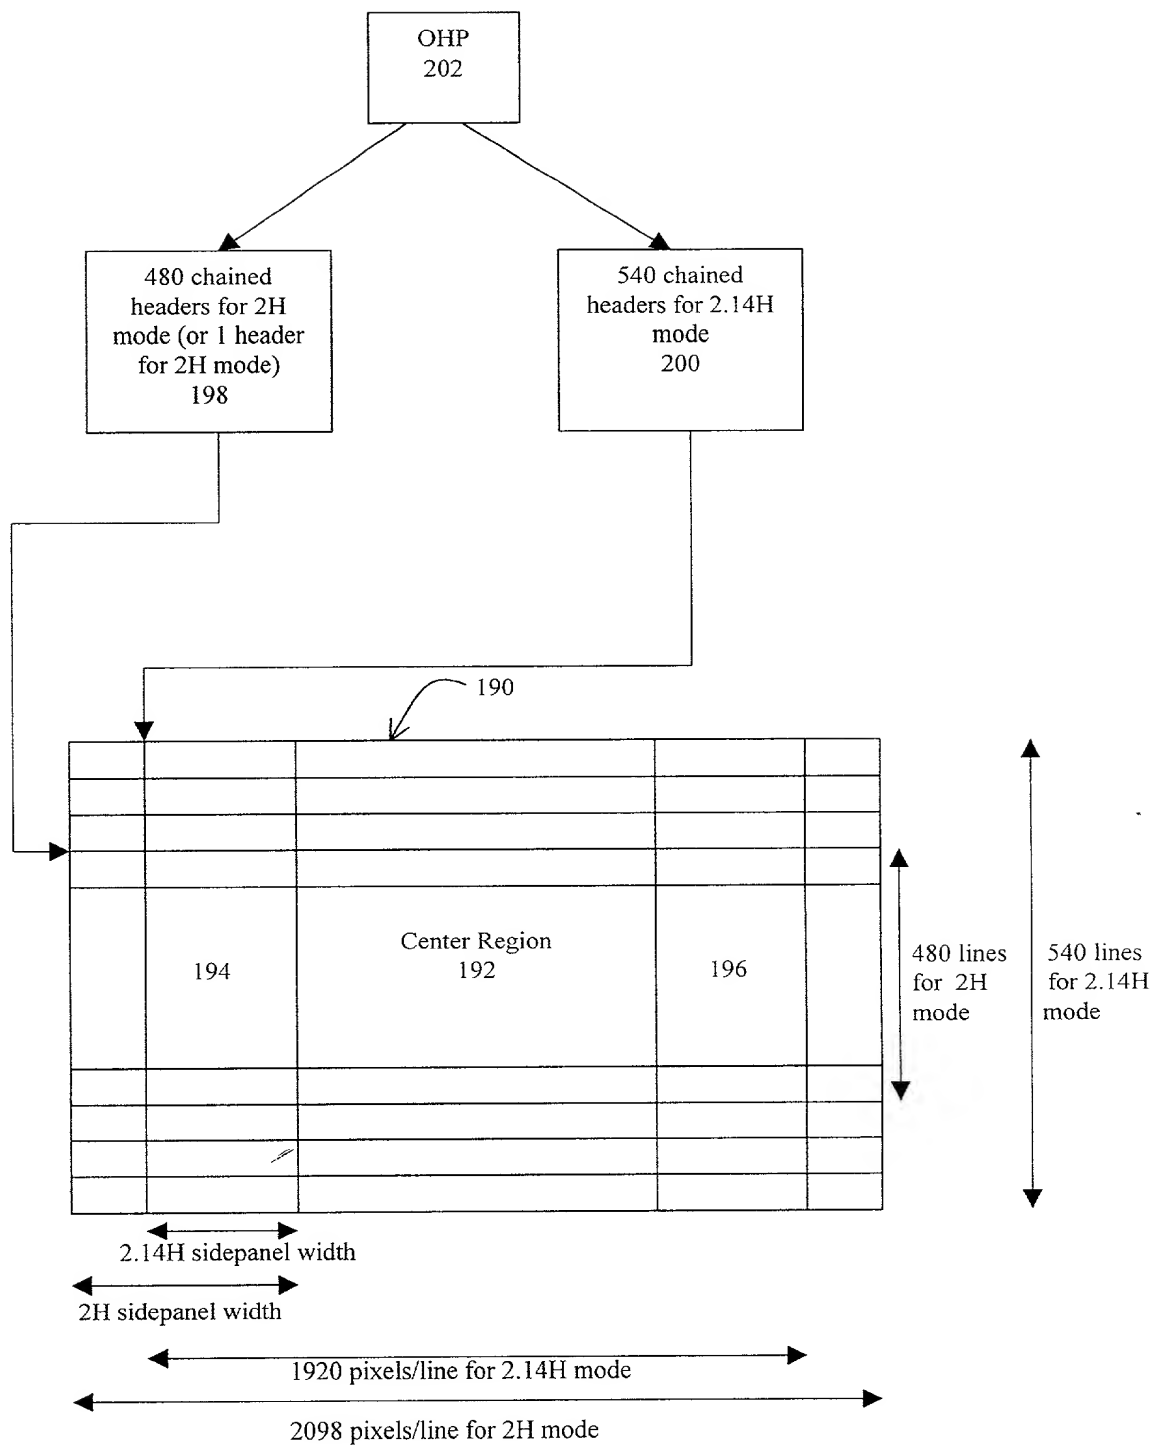 OHP
202
480 chained
headers for 2H
mode (or 1 header
for 2H mode)
198
540 chained
headers for 2.14H
mode
200
190
Center Region
192
194
196
480 lines
for 2H
mode
540 lines
for 2.14H
mode
2.14H sidepanel width
2H sidepanel width
1920 pixels/line for 2.14H mode
2098 pixels/line for 2H mode